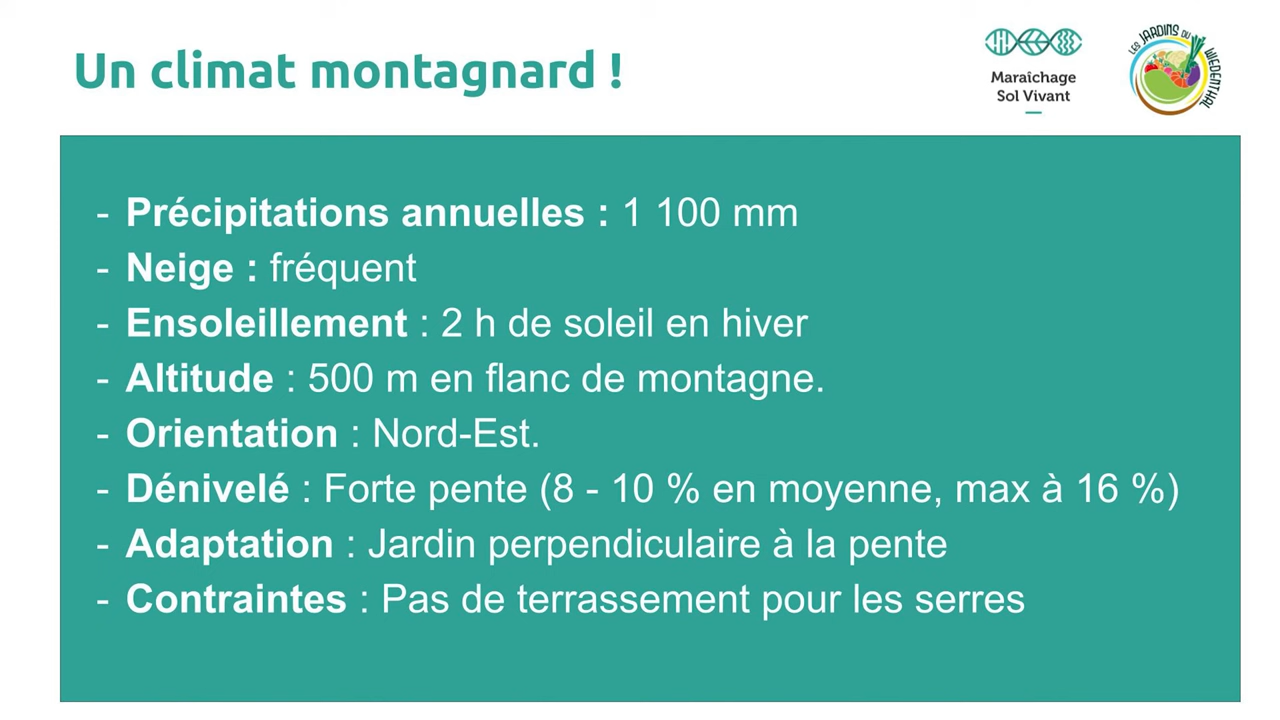 Un climat montagnard !
Maraîchage
Sol Vivant
LES JARDINS DU WEDENTHAL
- Précipitations annuelles : 1 100 mm
- Neige : fréquent
- Ensoleillement : 2 h de soleil en hiver
- Altitude : 500 m en flanc de montagne.
- Orientation : Nord-Est.
- Dénivelé : Forte pente (8 - 10 % en moyenne, max à 16 %)
- Adaptation : Jardin perpendiculaire à la pente
- Contraintes : Pas de terrassement pour les serres